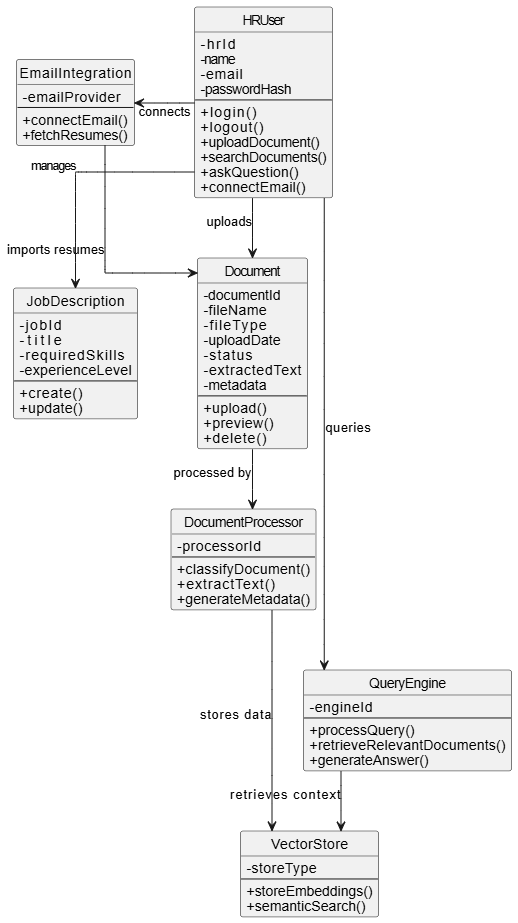 HRUser
-hrId
-name
-email
-passwordHash
+login()
+logout()
+uploadDocument()
+searchDocuments()
+askQuestion()
+connectEmail()
EmailIntegration
-emailProvider
+connectEmail()
+fetchResumes()
connects
manages
uploads
imports resumes
Document
-documentId
-fileName
-fileType
-uploadDate
-status
-extractedText
-metadata
+upload()
+preview()
+delete()
JobDescription
-jobId
-title
-requiredSkills
-experienceLevel
+create()
+update()
queries
processed by
DocumentProcessor
-processorId
+classifyDocument()
+extractText()
+generateMetadata()
QueryEngine
-engineId
+processQuery()
+retrieveRelevantDocuments()
+generateAnswer()
stores data
retrieves context
VectorStore
-storeType
+storeEmbeddings()
+semanticSearch()